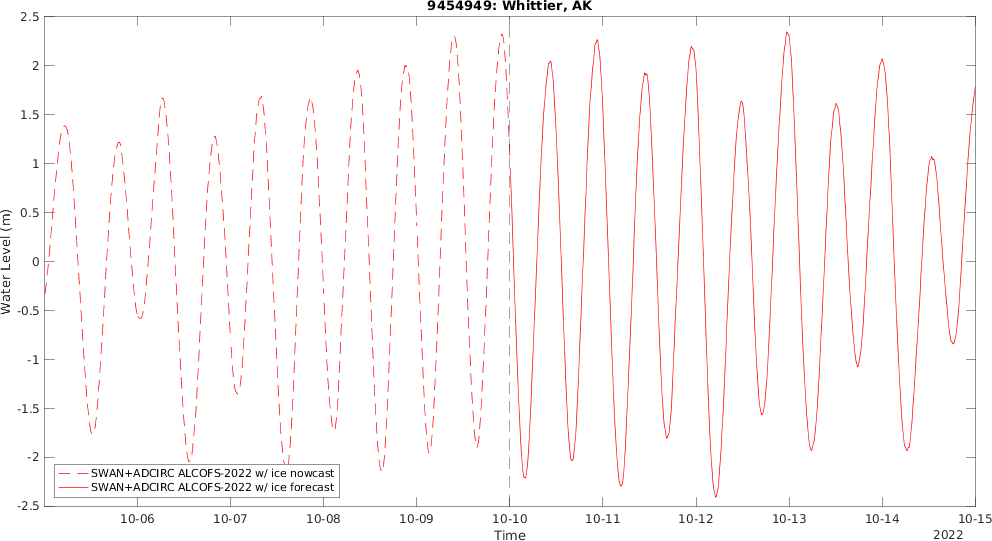 9454949: Whittier, AK
2.5
2
1.5
1
0.5
0
-0.5
-1
-1.5
-2
-2.5
Water Level (m)
SWAN+ADCIRC ALCOFS-2022 w/ ice nowcast
SWAN+ADCIRC ALCOFS-2022 w/ ice forecast
10-06 10-07 10-08 10-09 10-10 10-11 10-12 10-13 10-14 10-15
Time
2022